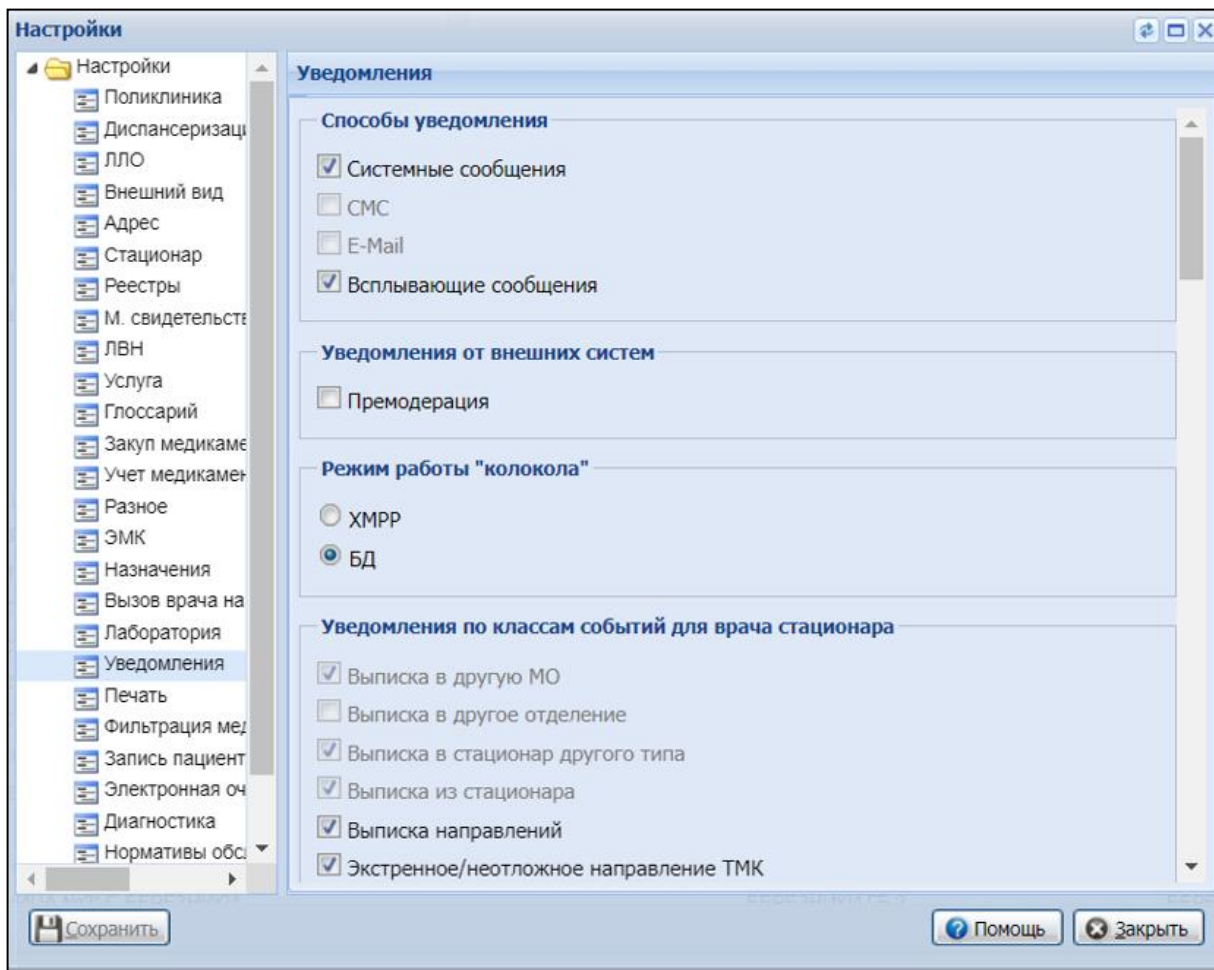 Настройки
Настройки
Поликлиника
Диспансеризаци
ЛЛО
Внешний вид
Адрес
Стационар
Реестры
М. свидетельств
ЛВН
Услуга
Глоссарий
Закуп медикаме
Учет медикамен
Разное
ЭМК
Назначения
Вызов врача на
Лаборатория
Уведомления
Печать
Фильтрация мед
Запись пациент
Электронная оч
Диагностика
Нормативы обс
Уведомления
Способы уведомления
Системные сообщения
СМС
E-Mail
Всплывающие сообщения
Уведомления от внешних систем
Премодерация
Режим работы "колокола"
XMPP
БД
Уведомления по классам событий для врача стационара
Выписка в другую МО
Выписка в другое отделение
Выписка в стационар другого типа
Выписка из стационара
Выписка направлений
Экстренное/неотложное направление ТМК
Сохранить
Помощь
Закрыть